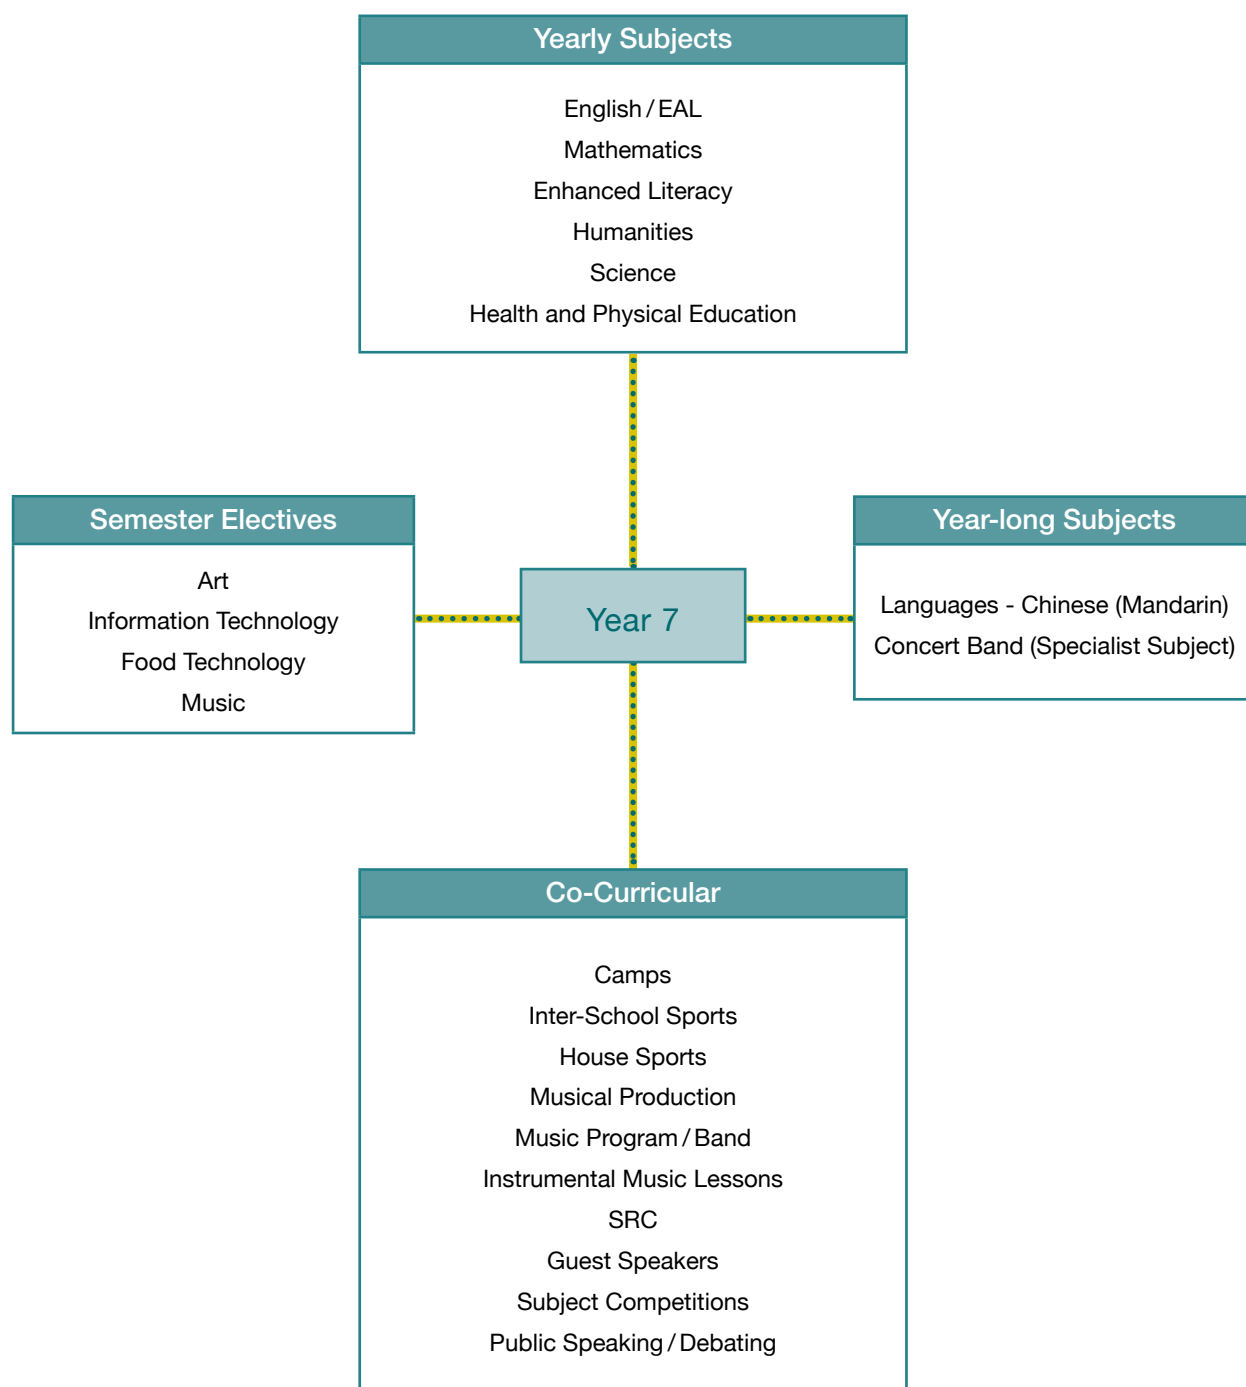 Yearly Subjects
English / EAL
Mathematics
Enhanced Literacy
Humanities
Science
Health and Physical Education
Semester Electives
Art
Information Technology
Food Technology
Music
Year 7
Year-long Subjects
Languages - Chinese (Mandarin)
Concert Band (Specialist Subject)
Co-Curricular
Camps
Inter-School Sports
House Sports
Musical Production
Music Program / Band
Instrumental Music Lessons
SRC
Guest Speakers
Subject Competitions
Public Speaking / Debating